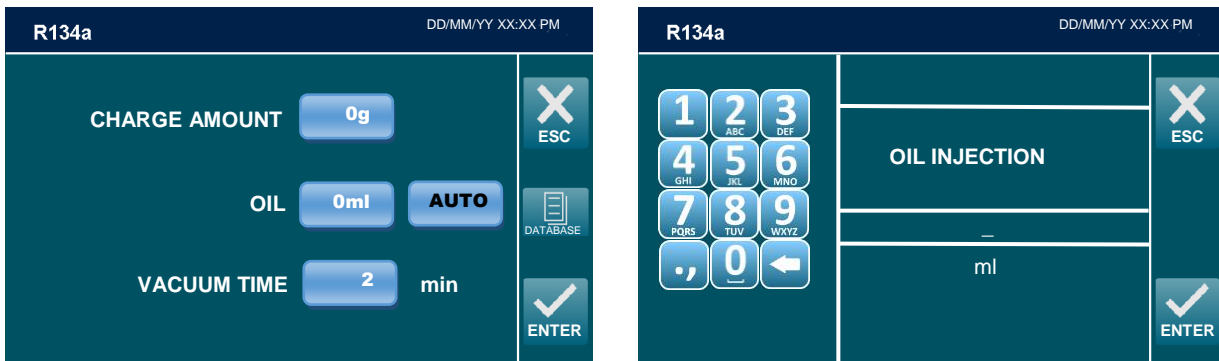 R134a DD/MM/YY XX:XX PM
CHARGE AMOUNT 0g
ESC
OIL 0ml AUTO
DATABASE
VACUUM TIME 2 min
ENTER
R134a DD/MM/YY XX:XX PM
1 2 3
ABC DEF
ESC
OIL INJECTION
4 5 6
GHI JKL MNO
7 8 9
PQRS TUV WXYZ
_
., 0
ml
ENTER